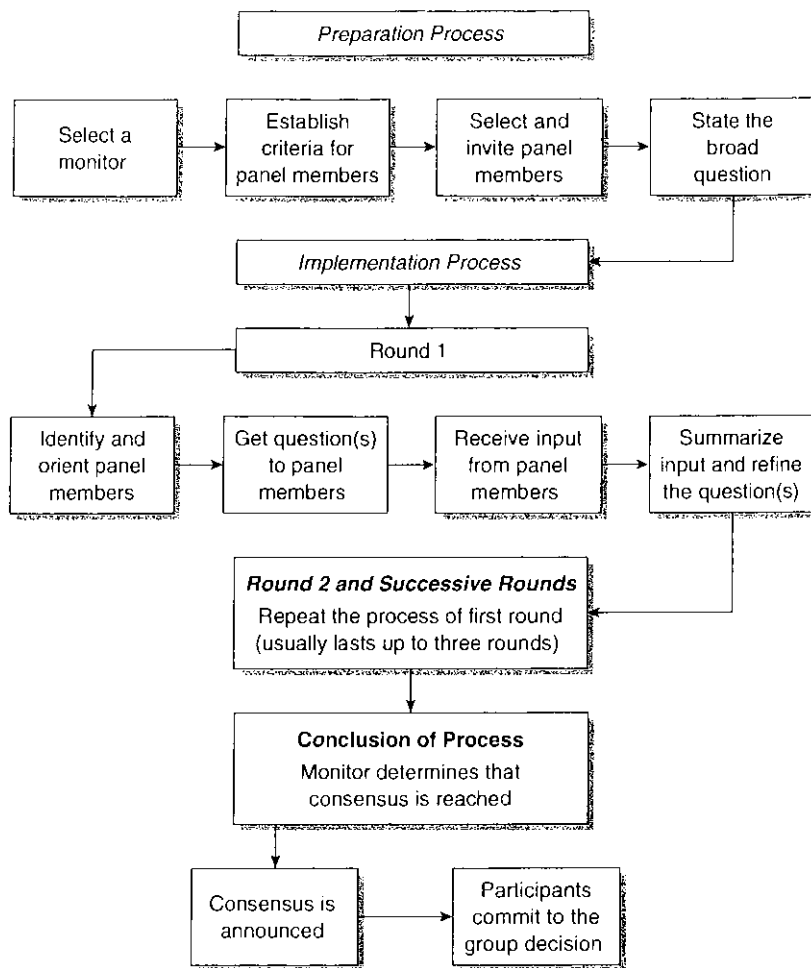 Preparation Process
Select a
monitor
Establish
criteria for
panel members
Select and
invite panel
members
State the
broad
question
Implementation Process
Round 1
Identify and
orient panel
members
Get question(s)
to panel
members
Receive input
from panel
members
Summarize
input and refine
the question(s)
Round 2 and Successive Rounds
Repeat the process of first round
(usually lasts up to three rounds)
Conclusion of Process
Monitor determines that
consensus is reached
Consensus is
announced
Participants
commit to the
group decision